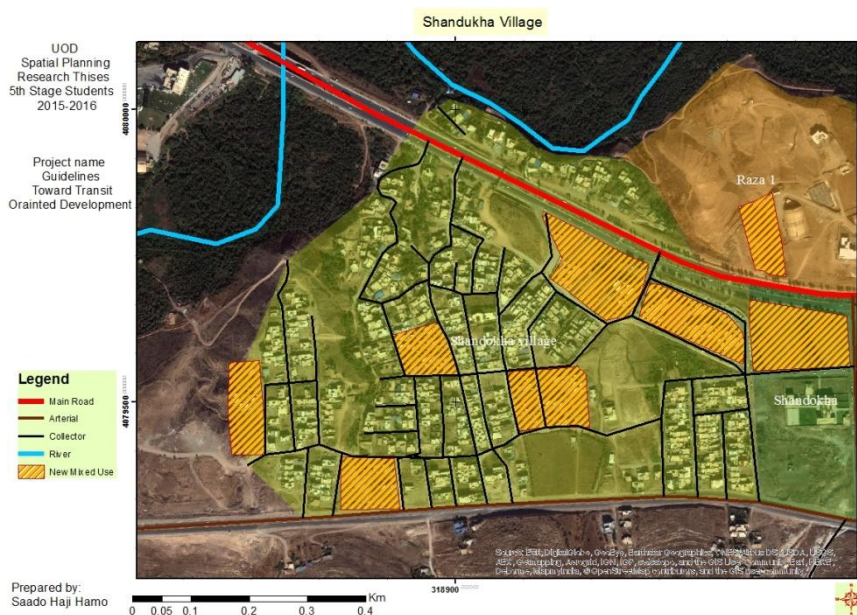 Shandukha Village
UOD
Spatial Planning
Research Thises
5th Stage Students
2015-2016
Project name
Guidelines
Toward Transit
Orainted Development
4080000
4079500
Raza 1
Shandokha village
Shandokha
Legend
Main Road
Arterial
Collector
River
New Mixed Use
Prepared by:
Saado Haji Hamo
0 0.05 0.1 0.2 0.3 0.4
Km
318900